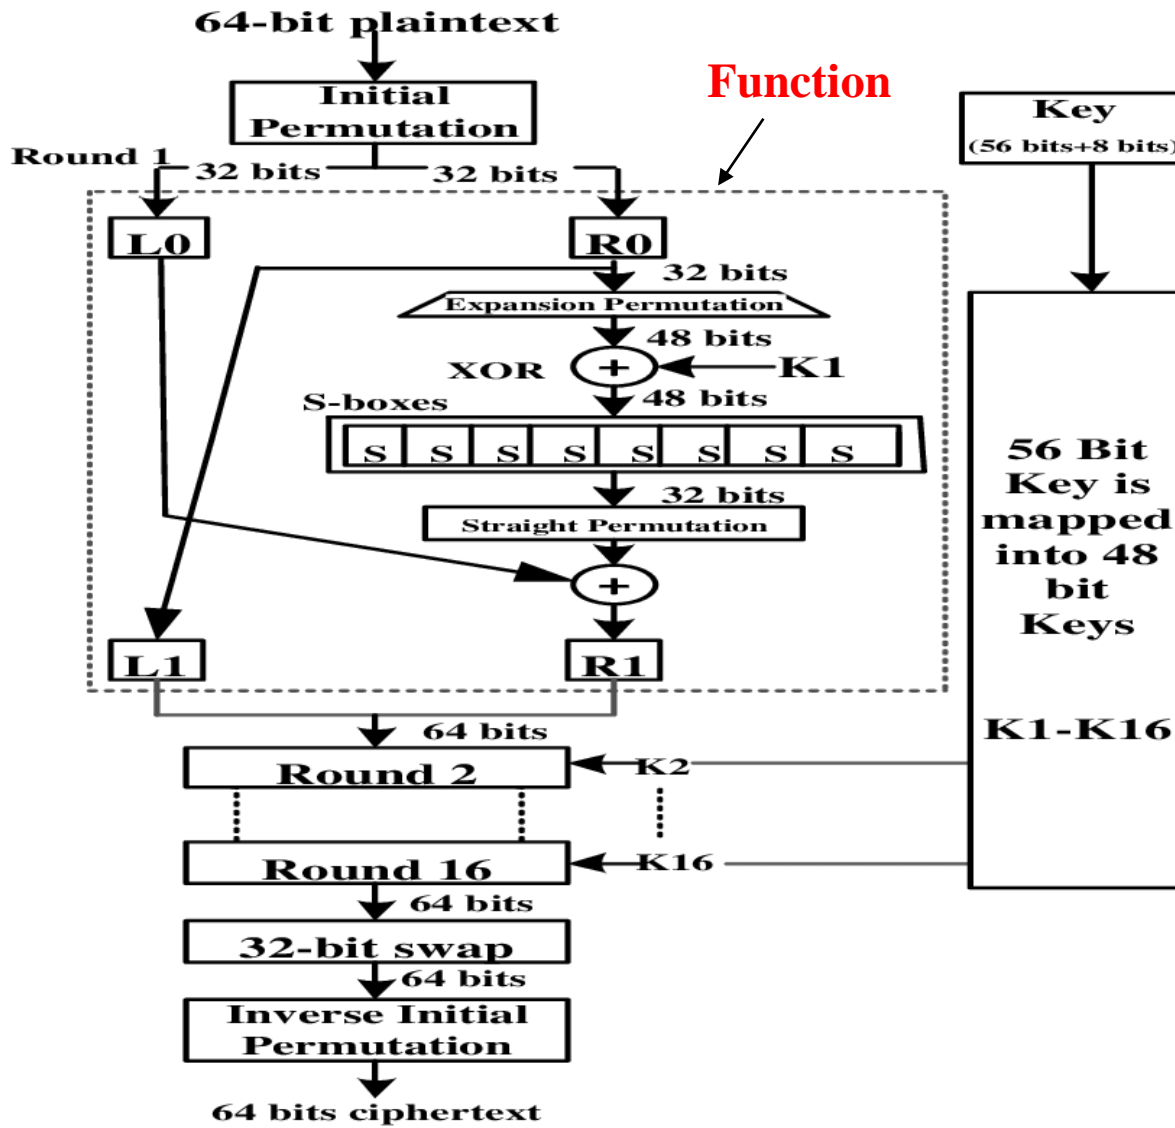 64-bit plaintext
Initial
Permutation
Function
Key
(56 bits+8 bits)
Round 1
32 bits
32 bits
L0
R0
32 bits
Expansion Permutation
48 bits
XOR
+
K1
S-boxes
48 bits
S S S S S S S S
32 bits
Straight Permutation
+
L1
R1
56 Bit
Key is
mapped
into 48
bit
Keys
K1-K16
64 bits
Round 2
K2
Round 16
K16
64 bits
32-bit swap
64 bits
Inverse Initial
Permutation
64 bits ciphertext